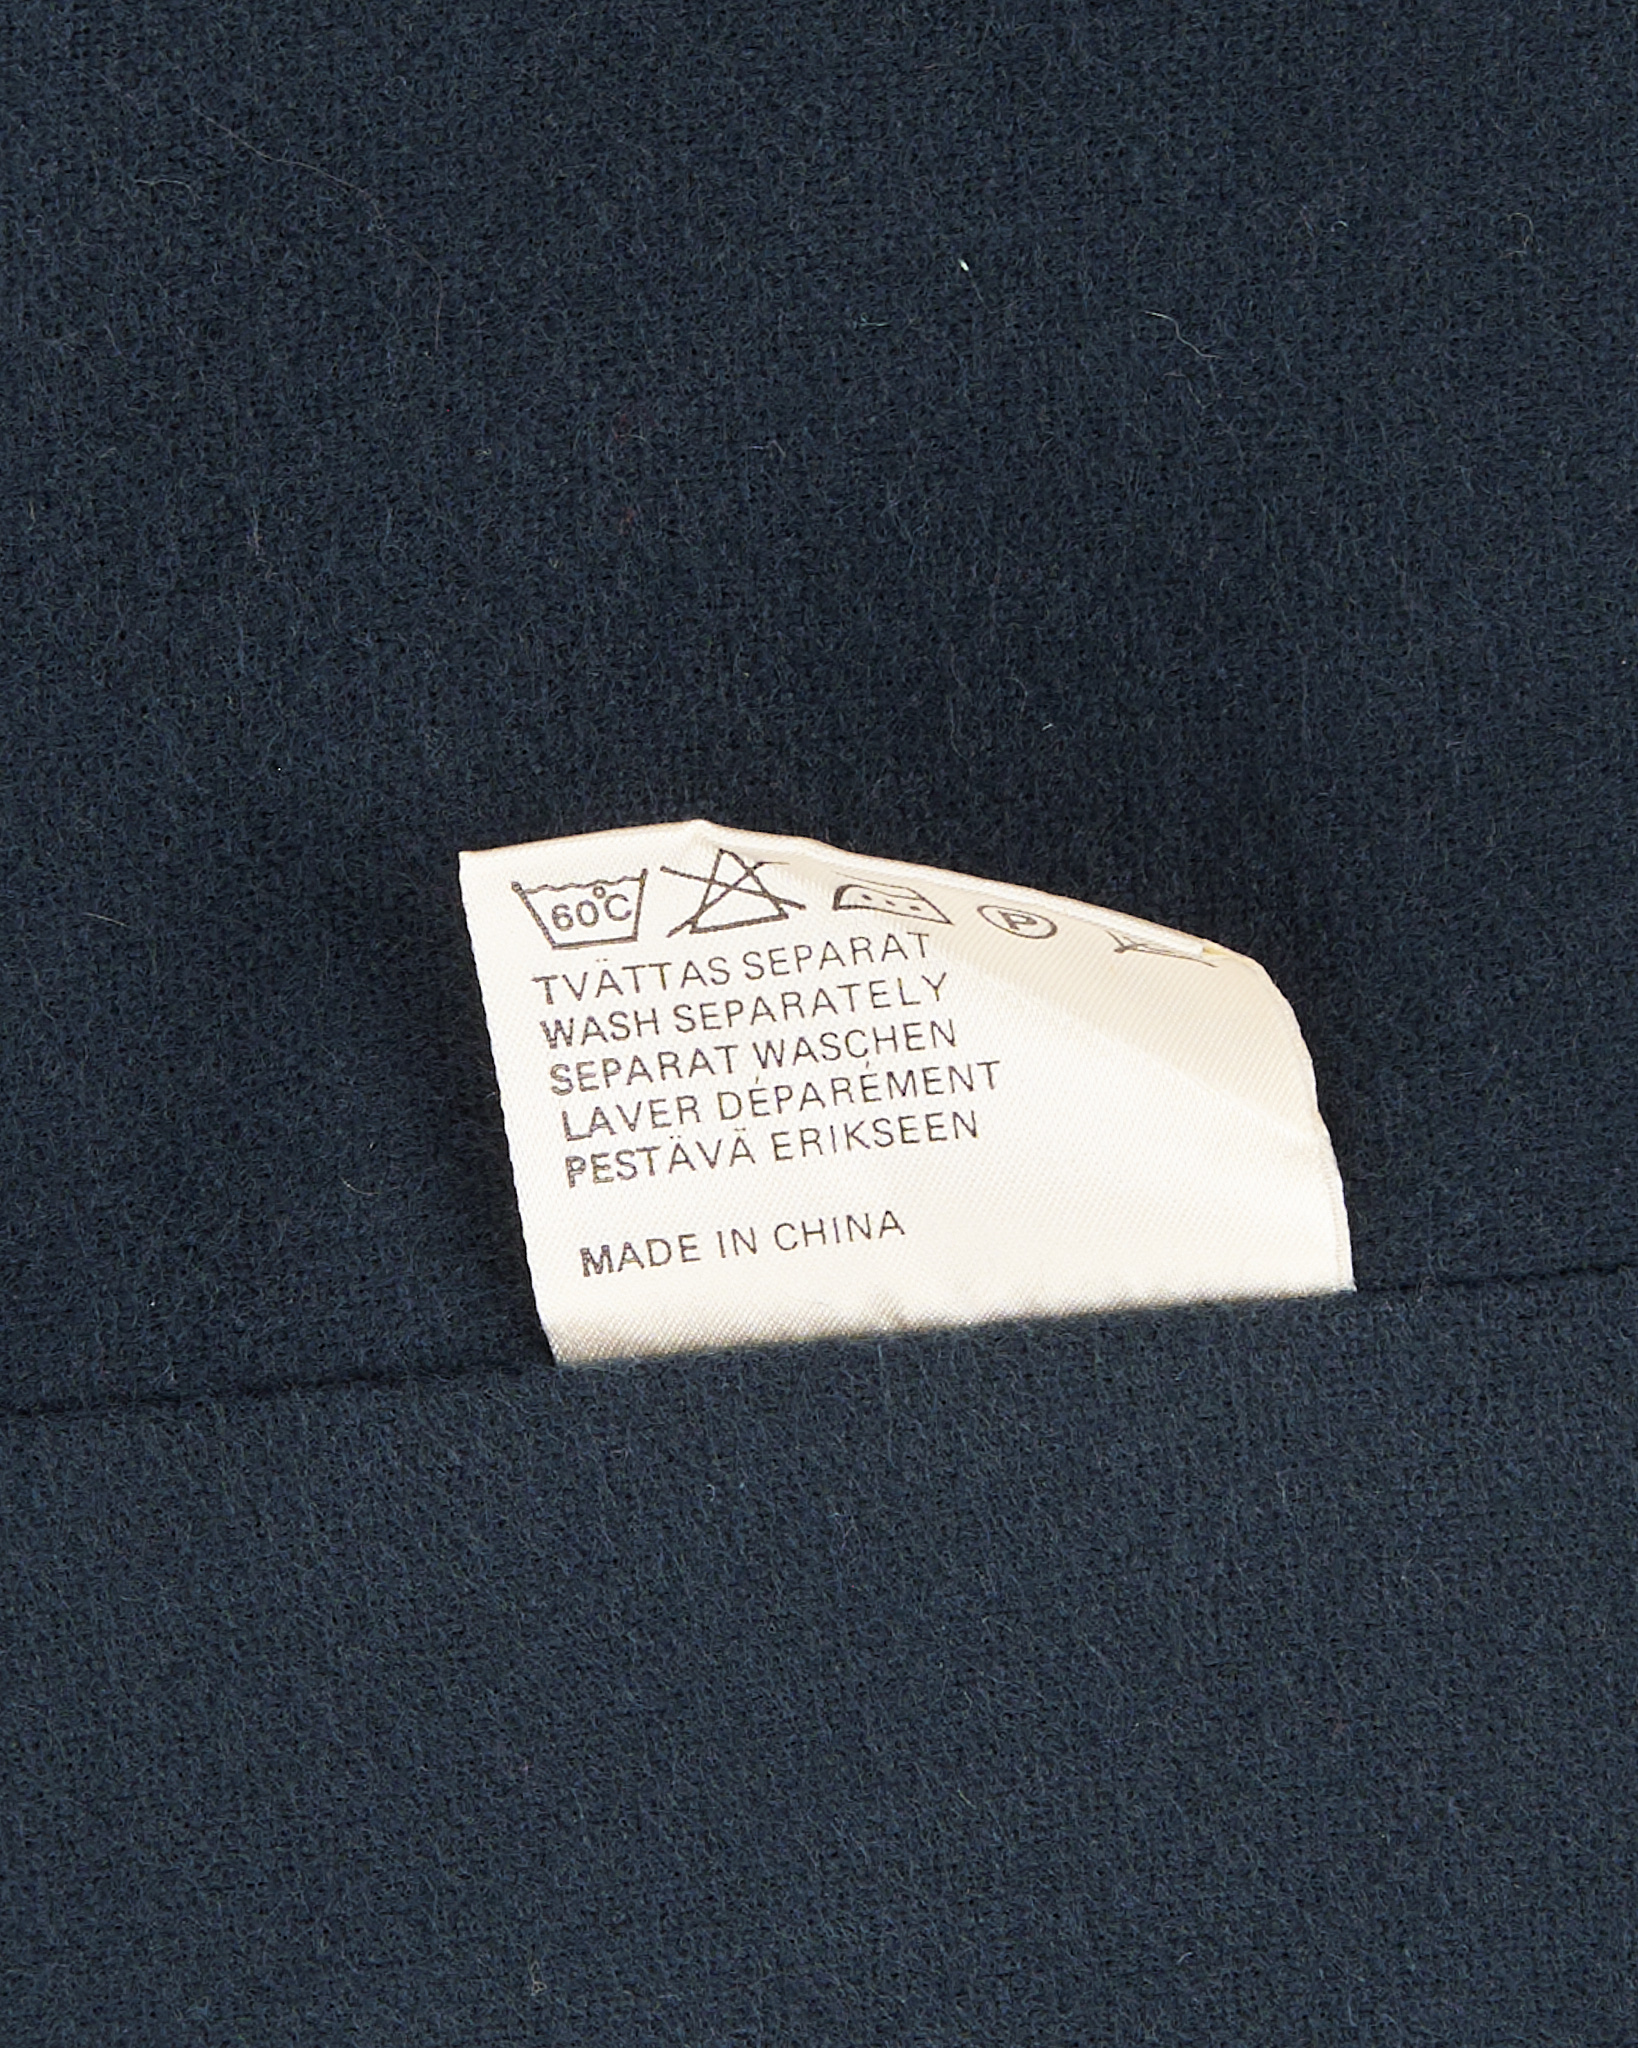 60°C P
TVÄTTAS SEPARAT
WASH SEPARATELY
SEPARAT WASCHEN
LAVER DÉPARÉMENT
PESTÄVÄ ERIKSEEN
MADE IN CHINA